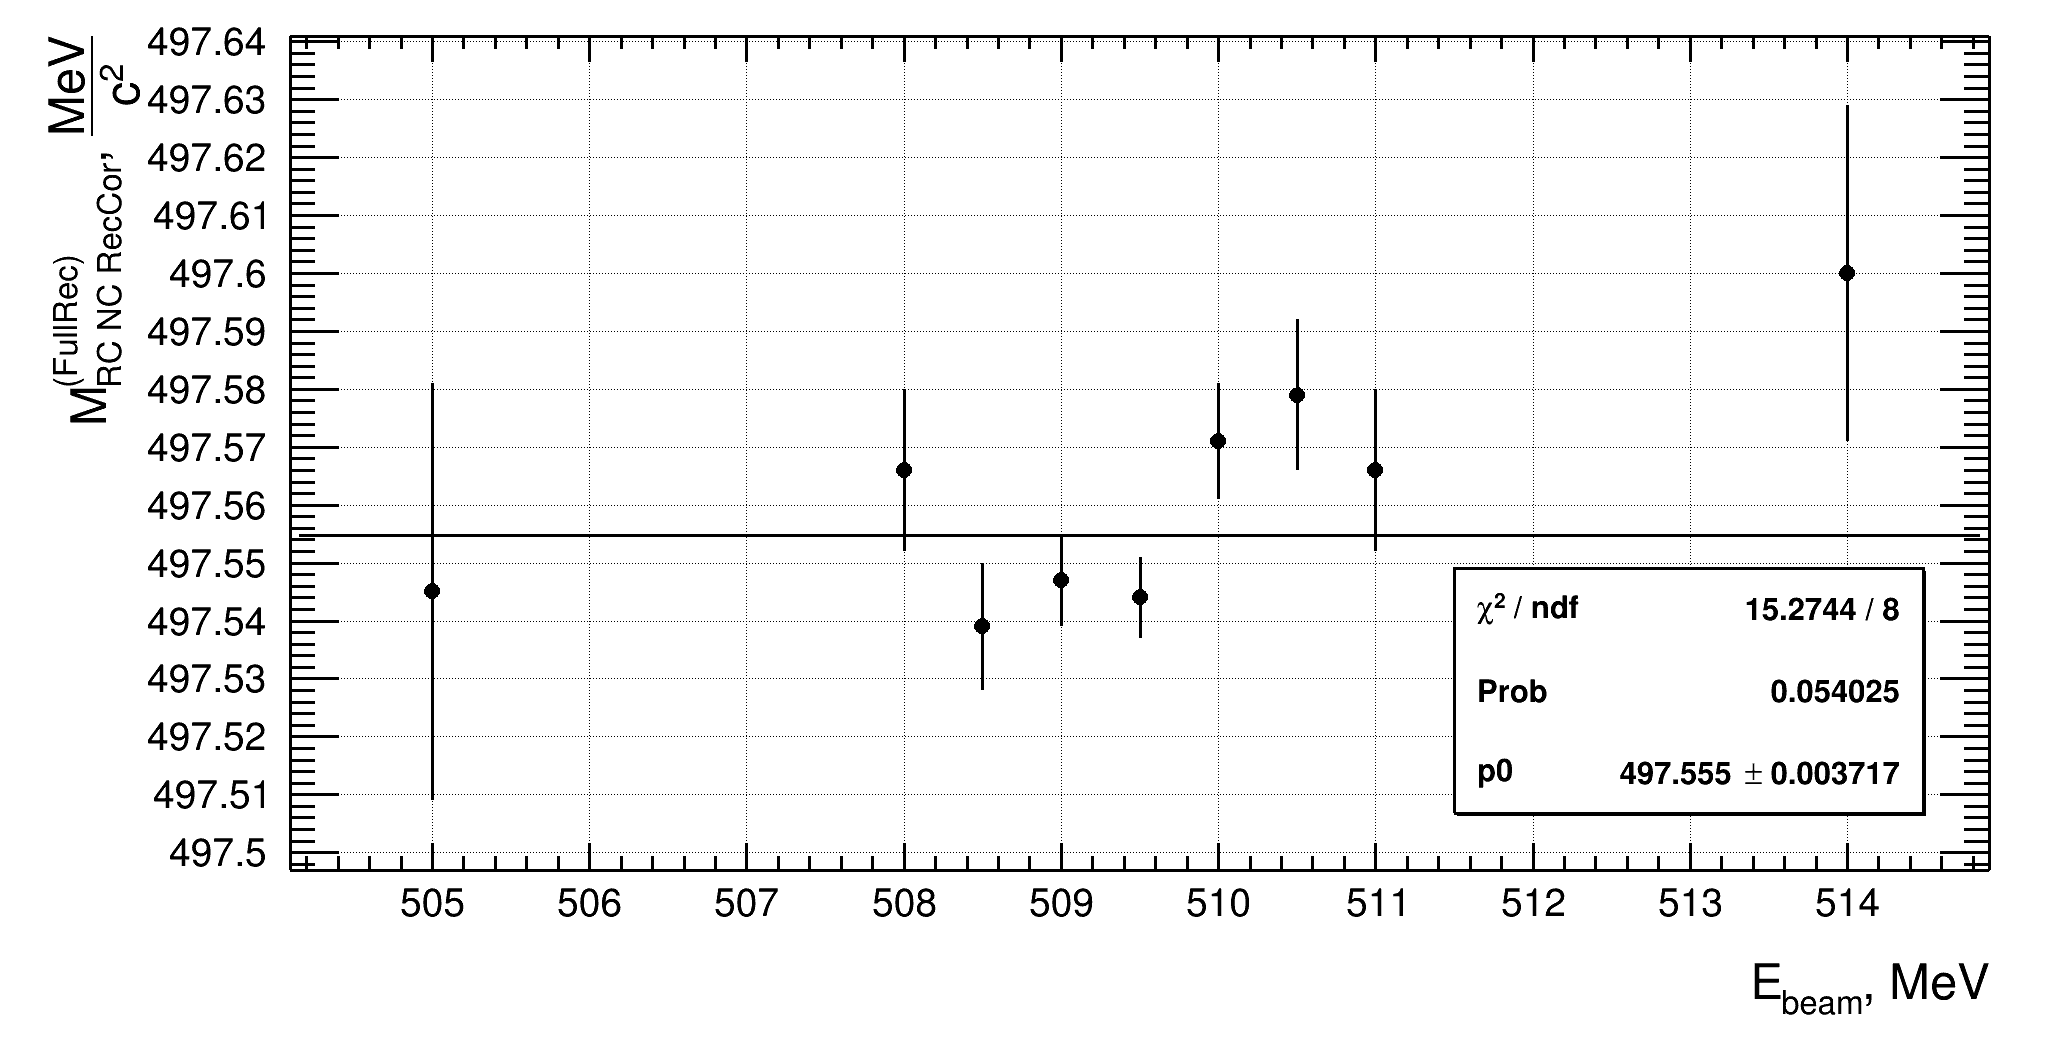 M(FullRec)RC NC RecCor, MeV/c2
497.64
497.63
497.62
497.61
497.6
497.59
497.58
497.57
497.56
497.55
497.54
497.53
497.52
497.51
497.5
χ2 / ndf 15.2744 / 8
Prob 0.054025
p0 497.555 ± 0.003717
505 506 507 508 509 510 511 512 513 514
Ebeam, MeV